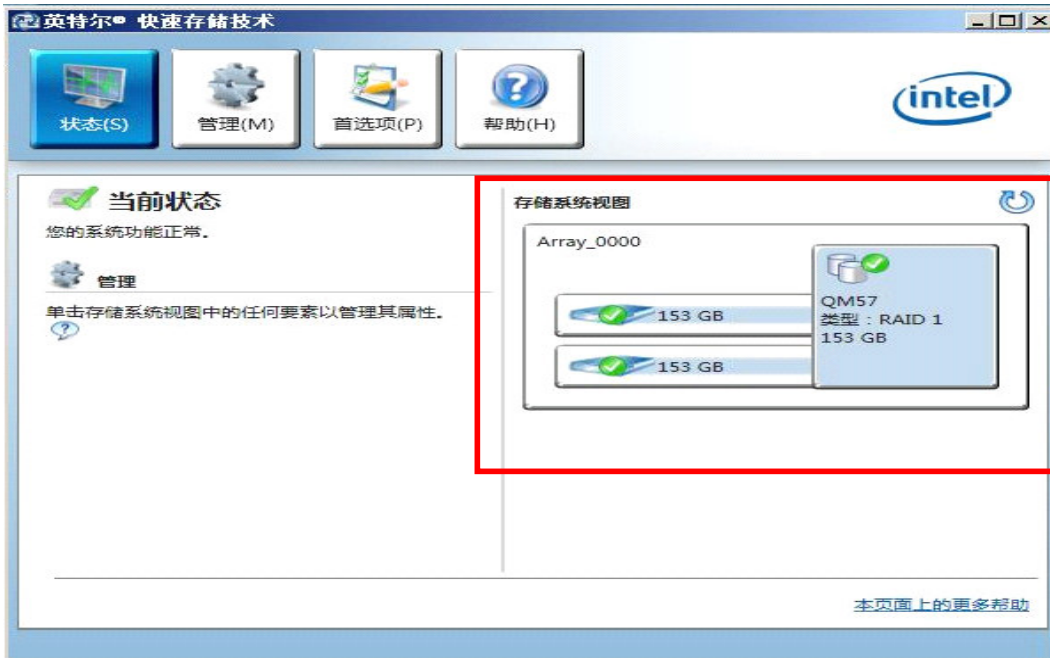 英特尔® 快速存储技术
状态(S)
管理(M)
首选项(P)
帮助(H)
intel
当前状态
您的系统功能正常。
管理
单击存储系统视图中的任何要素以管理其属性。
存储系统视图
Array_0000
153 GB
153 GB
QM57
类型：RAID 1
153 GB
本页面上的更多帮助